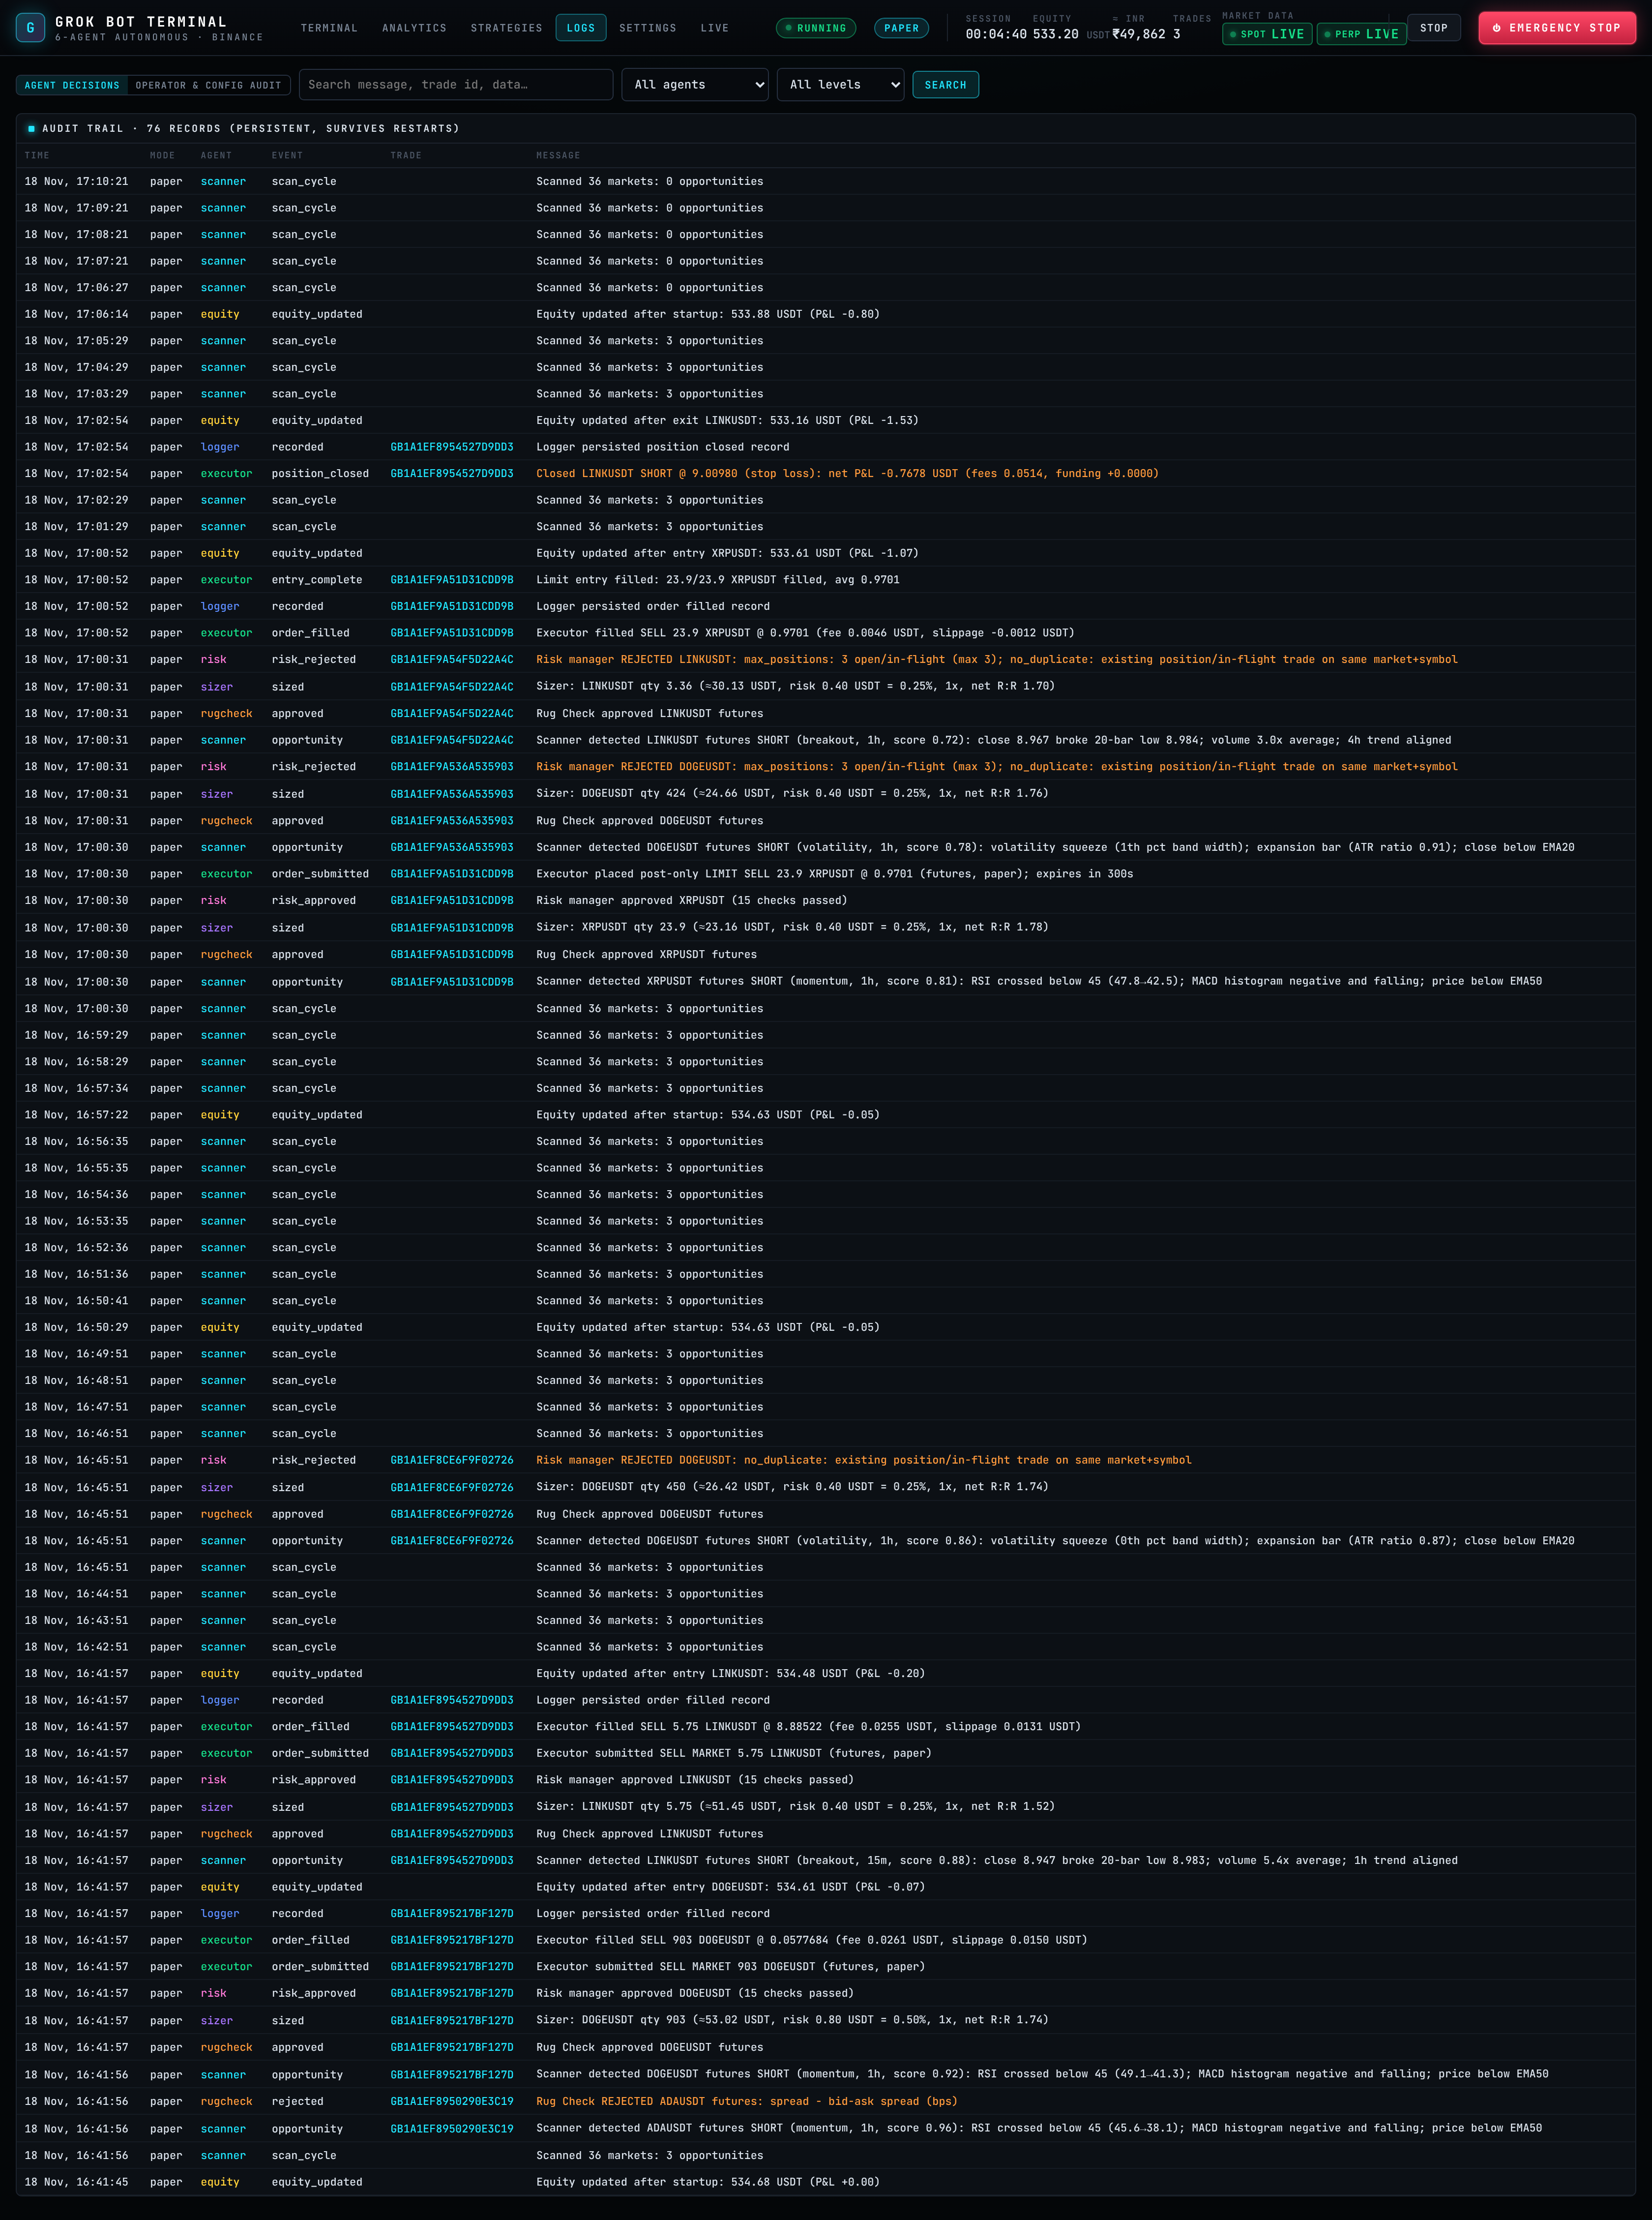 G GROK BOT TERMINAL
6-AGENT AUTONOMOUS · BINANCE
TERMINAL ANALYTICS STRATEGIES LOGS SETTINGS LIVE
RUNNING PAPER
SESSION EQUITY ≈ INR TRADES MARKET DATA
00:04:40 533.20 USDT ₹49,862 3 SPOT LIVE PERP LIVE
STOP EMERGENCY STOP
AGENT DECISIONS OPERATOR & CONFIG AUDIT Search message, trade id, data… All agents All levels SEARCH
AUDIT TRAIL · 76 RECORDS (PERSISTENT, SURVIVES RESTARTS)
TIME MODE AGENT EVENT TRADE MESSAGE
18 Nov, 17:10:21 paper scanner scan_cycle Scanned 36 markets: 0 opportunities
18 Nov, 17:09:21 paper scanner scan_cycle Scanned 36 markets: 0 opportunities
18 Nov, 17:08:21 paper scanner scan_cycle Scanned 36 markets: 0 opportunities
18 Nov, 17:07:21 paper scanner scan_cycle Scanned 36 markets: 0 opportunities
18 Nov, 17:06:27 paper scanner scan_cycle Scanned 36 markets: 0 opportunities
18 Nov, 17:06:14 paper equity equity_updated Equity updated after startup: 533.88 USDT (P&L -0.80)
18 Nov, 17:05:29 paper scanner scan_cycle Scanned 36 markets: 3 opportunities
18 Nov, 17:04:29 paper scanner scan_cycle Scanned 36 markets: 3 opportunities
18 Nov, 17:03:29 paper scanner scan_cycle Scanned 36 markets: 3 opportunities
18 Nov, 17:02:54 paper equity equity_updated Equity updated after exit LINKUSDT: 533.16 USDT (P&L -1.53)
18 Nov, 17:02:54 paper logger recorded GB1A1EF8954527D9DD3 Logger persisted position closed record
18 Nov, 17:02:54 paper executor position_closed GB1A1EF8954527D9DD3 Closed LINKUSDT SHORT @ 9.00980 (stop loss): net P&L -0.7678 USDT (fees 0.0514, funding +0.0000)
18 Nov, 17:02:29 paper scanner scan_cycle Scanned 36 markets: 3 opportunities
18 Nov, 17:01:29 paper scanner scan_cycle Scanned 36 markets: 3 opportunities
18 Nov, 17:00:52 paper equity equity_updated Equity updated after entry XRPUSDT: 533.61 USDT (P&L -1.07)
18 Nov, 17:00:52 paper executor entry_complete GB1A1EF9A51D31CDD9B Limit entry filled: 23.9/23.9 XRPUSDT filled, avg 0.9701
18 Nov, 17:00:52 paper logger recorded GB1A1EF9A51D31CDD9B Logger persisted order filled record
18 Nov, 17:00:52 paper executor order_filled GB1A1EF9A51D31CDD9B Executor filled SELL 23.9 XRPUSDT @ 0.9701 (fee 0.0046 USDT, slippage -0.0012 USDT)
18 Nov, 17:00:31 paper risk risk_rejected GB1A1EF9A54F5D22A4C Risk manager REJECTED LINKUSDT: max_positions: 3 open/in-flight (max 3); no_duplicate: existing position/in-flight trade on same market+symbol
18 Nov, 17:00:31 paper sizer sized GB1A1EF9A54F5D22A4C Sizer: LINKUSDT qty 3.36 (≈30.13 USDT, risk 0.40 USDT = 0.25%, 1x, net R:R 1.70)
18 Nov, 17:00:31 paper rugcheck approved GB1A1EF9A54F5D22A4C Rug Check approved LINKUSDT futures
18 Nov, 17:00:31 paper scanner opportunity GB1A1EF9A54F5D22A4C Scanner detected LINKUSDT futures SHORT (breakout, 1h, score 0.72): close 8.967 broke 20-bar low 8.984; volume 3.0x average; 4h trend aligned
18 Nov, 17:00:31 paper risk risk_rejected GB1A1EF9A536A535903 Risk manager REJECTED DOGEUSDT: max_positions: 3 open/in-flight (max 3); no_duplicate: existing position/in-flight trade on same market+symbol
18 Nov, 17:00:31 paper sizer sized GB1A1EF9A536A535903 Sizer: DOGEUSDT qty 424 (≈24.66 USDT, risk 0.40 USDT = 0.25%, 1x, net R:R 1.76)
18 Nov, 17:00:31 paper rugcheck approved GB1A1EF9A536A535903 Rug Check approved DOGEUSDT futures
18 Nov, 17:00:30 paper scanner opportunity GB1A1EF9A536A535903 Scanner detected DOGEUSDT futures SHORT (volatility, 1h, score 0.78): volatility squeeze (1th pct band width); expansion bar (ATR ratio 0.91); close below EMA20
18 Nov, 17:00:30 paper executor order_submitted GB1A1EF9A51D31CDD9B Executor placed post-only LIMIT SELL 23.9 XRPUSDT @ 0.9701 (futures, paper); expires in 300s
18 Nov, 17:00:30 paper risk risk_approved GB1A1EF9A51D31CDD9B Risk manager approved XRPUSDT (15 checks passed)
18 Nov, 17:00:30 paper sizer sized GB1A1EF9A51D31CDD9B Sizer: XRPUSDT qty 23.9 (≈23.16 USDT, risk 0.40 USDT = 0.25%, 1x, net R:R 1.78)
18 Nov, 17:00:30 paper rugcheck approved GB1A1EF9A51D31CDD9B Rug Check approved XRPUSDT futures
18 Nov, 17:00:30 paper scanner opportunity GB1A1EF9A51D31CDD9B Scanner detected XRPUSDT futures SHORT (momentum, 1h, score 0.81): RSI crossed below 45 (47.8→42.5); MACD histogram negative and falling; price below EMA50
18 Nov, 17:00:30 paper scanner scan_cycle Scanned 36 markets: 3 opportunities
18 Nov, 16:59:29 paper scanner scan_cycle Scanned 36 markets: 3 opportunities
18 Nov, 16:58:29 paper scanner scan_cycle Scanned 36 markets: 3 opportunities
18 Nov, 16:57:34 paper scanner scan_cycle Scanned 36 markets: 3 opportunities
18 Nov, 16:57:22 paper equity equity_updated Equity updated after startup: 534.63 USDT (P&L -0.05)
18 Nov, 16:56:35 paper scanner scan_cycle Scanned 36 markets: 3 opportunities
18 Nov, 16:55:35 paper scanner scan_cycle Scanned 36 markets: 3 opportunities
18 Nov, 16:54:36 paper scanner scan_cycle Scanned 36 markets: 3 opportunities
18 Nov, 16:53:35 paper scanner scan_cycle Scanned 36 markets: 3 opportunities
18 Nov, 16:52:36 paper scanner scan_cycle Scanned 36 markets: 3 opportunities
18 Nov, 16:51:36 paper scanner scan_cycle Scanned 36 markets: 3 opportunities
18 Nov, 16:50:41 paper scanner scan_cycle Scanned 36 markets: 3 opportunities
18 Nov, 16:50:29 paper equity equity_updated Equity updated after startup: 534.63 USDT (P&L -0.05)
18 Nov, 16:49:51 paper scanner scan_cycle Scanned 36 markets: 3 opportunities
18 Nov, 16:48:51 paper scanner scan_cycle Scanned 36 markets: 3 opportunities
18 Nov, 16:47:51 paper scanner scan_cycle Scanned 36 markets: 3 opportunities
18 Nov, 16:46:51 paper scanner scan_cycle Scanned 36 markets: 3 opportunities
18 Nov, 16:45:51 paper risk risk_rejected GB1A1EF8CE6F9F02726 Risk manager REJECTED DOGEUSDT: no_duplicate: existing position/in-flight trade on same market+symbol
18 Nov, 16:45:51 paper sizer sized GB1A1EF8CE6F9F02726 Sizer: DOGEUSDT qty 450 (≈26.42 USDT, risk 0.40 USDT = 0.25%, 1x, net R:R 1.74)
18 Nov, 16:45:51 paper rugcheck approved GB1A1EF8CE6F9F02726 Rug Check approved DOGEUSDT futures
18 Nov, 16:45:51 paper scanner opportunity GB1A1EF8CE6F9F02726 Scanner detected DOGEUSDT futures SHORT (volatility, 1h, score 0.86): volatility squeeze (0th pct band width); expansion bar (ATR ratio 0.87); close below EMA20
18 Nov, 16:45:51 paper scanner scan_cycle Scanned 36 markets: 3 opportunities
18 Nov, 16:44:51 paper scanner scan_cycle Scanned 36 markets: 3 opportunities
18 Nov, 16:43:51 paper scanner scan_cycle Scanned 36 markets: 3 opportunities
18 Nov, 16:42:51 paper scanner scan_cycle Scanned 36 markets: 3 opportunities
18 Nov, 16:41:57 paper equity equity_updated Equity updated after entry LINKUSDT: 534.48 USDT (P&L -0.20)
18 Nov, 16:41:57 paper logger recorded GB1A1EF8954527D9DD3 Logger persisted order filled record
18 Nov, 16:41:57 paper executor order_filled GB1A1EF8954527D9DD3 Executor filled SELL 5.75 LINKUSDT @ 8.88522 (fee 0.0255 USDT, slippage 0.0131 USDT)
18 Nov, 16:41:57 paper executor order_submitted GB1A1EF8954527D9DD3 Executor submitted SELL MARKET 5.75 LINKUSDT (futures, paper)
18 Nov, 16:41:57 paper risk risk_approved GB1A1EF8954527D9DD3 Risk manager approved LINKUSDT (15 checks passed)
18 Nov, 16:41:57 paper sizer sized GB1A1EF8954527D9DD3 Sizer: LINKUSDT qty 5.75 (≈51.45 USDT, risk 0.40 USDT = 0.25%, 1x, net R:R 1.52)
18 Nov, 16:41:57 paper rugcheck approved GB1A1EF8954527D9DD3 Rug Check approved LINKUSDT futures
18 Nov, 16:41:57 paper scanner opportunity GB1A1EF8954527D9DD3 Scanner detected LINKUSDT futures SHORT (breakout, 15m, score 0.88): close 8.947 broke 20-bar low 8.983; volume 5.4x average; 1h trend aligned
18 Nov, 16:41:57 paper equity equity_updated Equity updated after entry DOGEUSDT: 534.61 USDT (P&L -0.07)
18 Nov, 16:41:57 paper logger recorded GB1A1EF895217BF127D Logger persisted order filled record
18 Nov, 16:41:57 paper executor order_filled GB1A1EF895217BF127D Executor filled SELL 903 DOGEUSDT @ 0.0577684 (fee 0.0261 USDT, slippage 0.0150 USDT)
18 Nov, 16:41:57 paper executor order_submitted GB1A1EF895217BF127D Executor submitted SELL MARKET 903 DOGEUSDT (futures, paper)
18 Nov, 16:41:57 paper risk risk_approved GB1A1EF895217BF127D Risk manager approved DOGEUSDT (15 checks passed)
18 Nov, 16:41:57 paper sizer sized GB1A1EF895217BF127D Sizer: DOGEUSDT qty 903 (≈53.02 USDT, risk 0.80 USDT = 0.50%, 1x, net R:R 1.74)
18 Nov, 16:41:57 paper rugcheck approved GB1A1EF895217BF127D Rug Check approved DOGEUSDT futures
18 Nov, 16:41:56 paper scanner opportunity GB1A1EF895217BF127D Scanner detected DOGEUSDT futures SHORT (momentum, 1h, score 0.92): RSI crossed below 45 (49.1→41.3); MACD histogram negative and falling; price below EMA50
18 Nov, 16:41:56 paper rugcheck rejected GB1A1EF8950290E3C19 Rug Check REJECTED ADAUSDT futures: spread - bid-ask spread (bps)
18 Nov, 16:41:56 paper scanner opportunity GB1A1EF8950290E3C19 Scanner detected ADAUSDT futures SHORT (momentum, 1h, score 0.96): RSI crossed below 45 (45.6→38.1); MACD histogram negative and falling; price below EMA50
18 Nov, 16:41:56 paper scanner scan_cycle Scanned 36 markets: 3 opportunities
18 Nov, 16:41:45 paper equity equity_updated Equity updated after startup: 534.68 USDT (P&L +0.00)